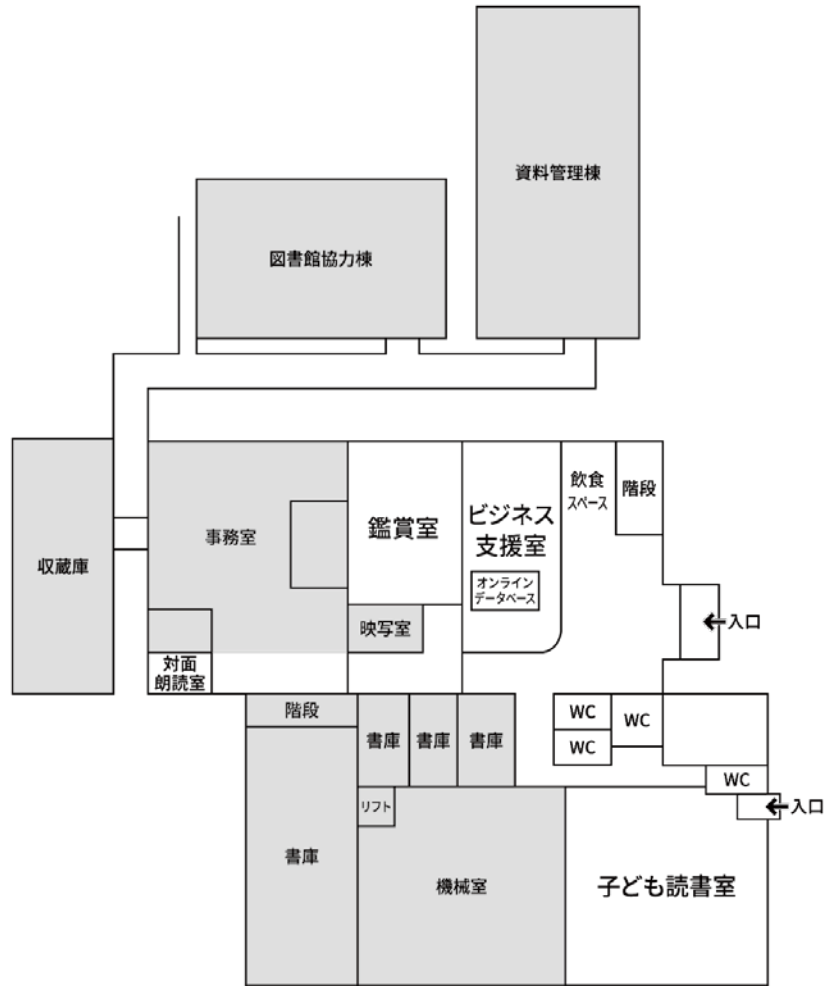 資料管理棟
図書館協力棟
収蔵庫
事務室
鑑賞室
ビジネス
支援室
オンライン
データベース
飲食
スペース
階段
←入口
映写室
対面
朗読室
階段
書庫
書庫
書庫
WC
WC
WC
WC
←入口
リフト
書庫
機械室
子ども読書室